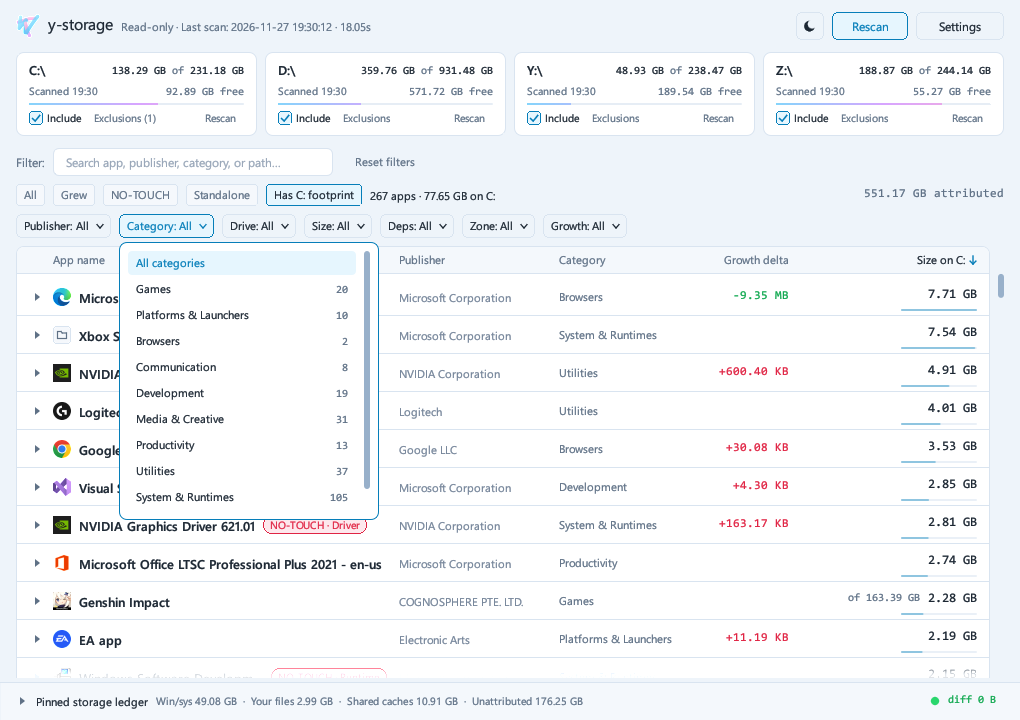 y-storage Read-only · Last scan: 2026-11-27 19:30:12 · 18.05s Rescan Settings
C:\ 138.29 GB of 231.18 GB
Scanned 19:30 92.89 GB free
Include Exclusions (1) Rescan
D:\ 359.76 GB of 931.48 GB
Scanned 19:30 571.72 GB free
Include Exclusions Rescan
Y:\ 48.93 GB of 238.47 GB
Scanned 19:30 189.54 GB free
Include Exclusions Rescan
Z:\ 188.87 GB of 244.14 GB
Scanned 19:30 55.27 GB free
Include Exclusions Rescan
Filter: Search app, publisher, category, or path... Reset filters
All Grew NO-TOUCH Standalone Has C: footprint 267 apps · 77.65 GB on C: 551.17 GB attributed
Publisher: All Category: All Drive: All Size: All Deps: All Zone: All Growth: All
App name Publisher Category Growth delta Size on C:
All categories
Games 20
Platforms & Launchers 10
Browsers 2
Communication 8
Development 19
Media & Creative 31
Productivity 13
Utilities 37
System & Runtimes 105
Micros Microsoft Corporation Browsers -9.35 MB 7.71 GB
Xbox S Microsoft Corporation System & Runtimes 7.54 GB
NVIDIA NVIDIA Corporation Utilities +600.40 KB 4.91 GB
Logitec Logitech Utilities 4.01 GB
Google Google LLC Browsers +30.08 KB 3.53 GB
Visual S Microsoft Corporation Development +4.30 KB 2.85 GB
NVIDIA Graphics Driver 621.01 NO-TOUCH · Driver NVIDIA Corporation System & Runtimes +163.17 KB 2.81 GB
Microsoft Office LTSC Professional Plus 2021 - en-us Microsoft Corporation Productivity 2.74 GB
Genshin Impact COGNOSPHERE PTE. LTD. Games of 163.39 GB 2.28 GB
EA app Electronic Arts Platforms & Launchers +11.19 KB 2.19 GB
2.15 GB
Pinned storage ledger Win/sys 49.08 GB · Your files 2.99 GB · Shared caches 10.91 GB · Unattributed 176.25 GB diff 0 B